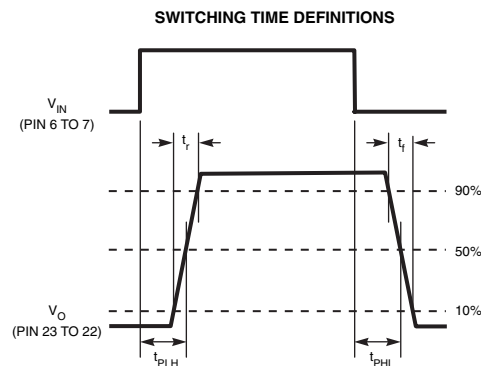 SWITCHING TIME DEFINITIONS
V_IN
(PIN 6 TO 7)
t_r
t_f
90%
50%
10%
V_O
(PIN 23 TO 22)
t_PLH
t_PHL